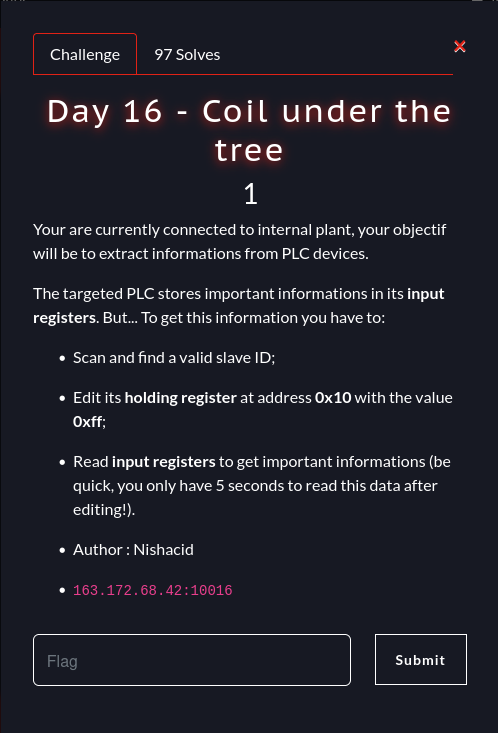 Challenge
97 Solves
×
Day 16 - Coil under the
tree
1
Your are currently connected to internal plant, your objectif
will be to extract informations from PLC devices.
The targeted PLC stores important informations in its input
registers. But... To get this information you have to:
• Scan and find a valid slave ID;
• Edit its holding register at address 0x10 with the value
0xff;
• Read input registers to get important informations (be
quick, you only have 5 seconds to read this data after
editing!).
• Author : Nishacid
• 163.172.68.42:10016
Flag
Submit